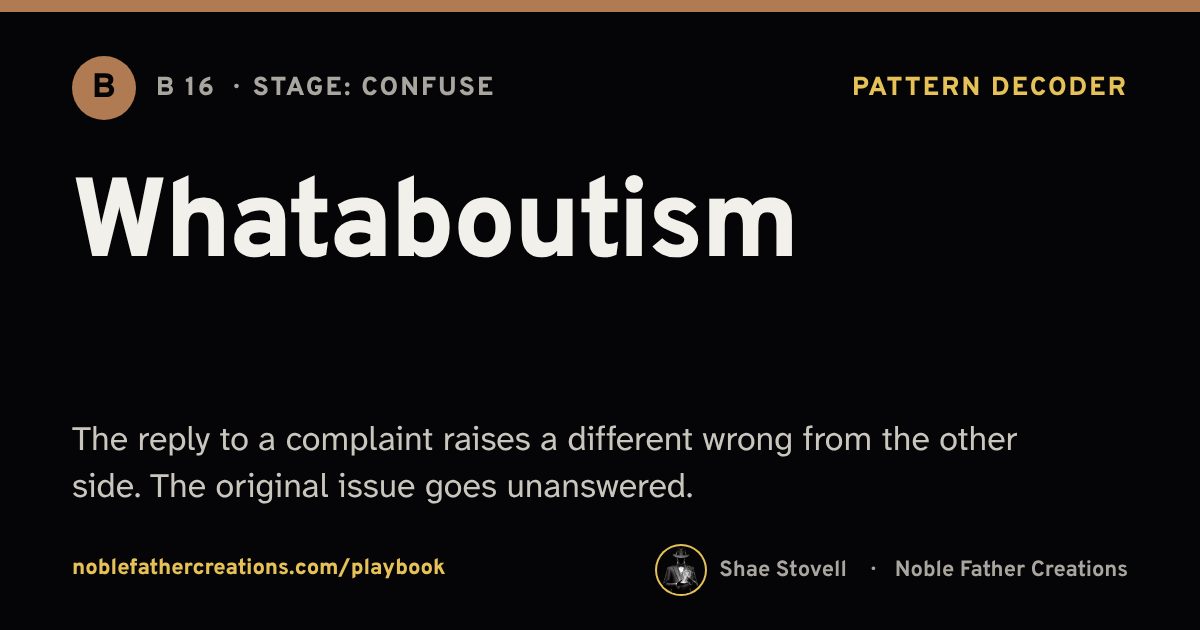 B
B 16 · STAGE: CONFUSE
PATTERN DECODER
Whataboutism
The reply to a complaint raises a different wrong from the other
side. The original issue goes unanswered.
noblefathercreations.com/playbook
Shae Stovell · Noble Father Creations